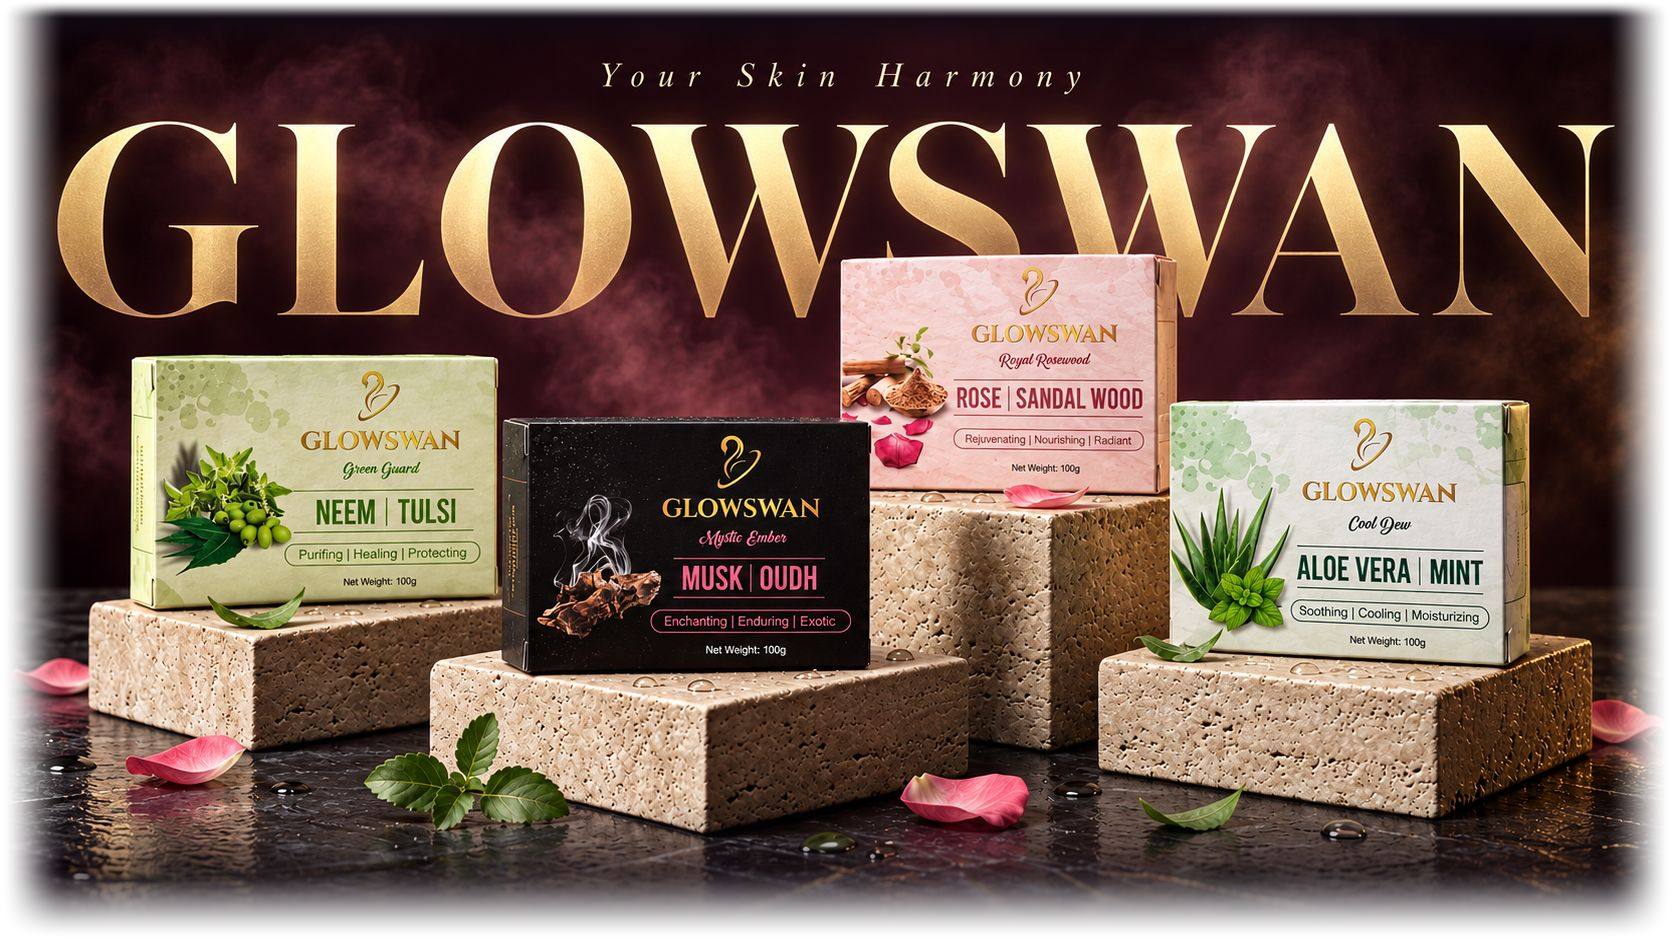 Your Skin Harmony
GLOWSWAN
GLOWSWAN
Green Guard
NEEM | TULSI
Purifing | Healing | Protecting
Net Weight: 100g
GLOWSWAN
Mystic Ember
MUSK | OUDH
Enchanting | Enduring | Exotic
Net Weight: 100g
GLOWSWAN
Royal Rosewood
ROSE | SANDAL WOOD
Rejuvenating | Nourishing | Radiant
Net Weight: 100g
GLOWSWAN
Cool Dew
ALOE VERA | MINT
Soothing | Cooling | Moisturizing
Net Weight: 100g